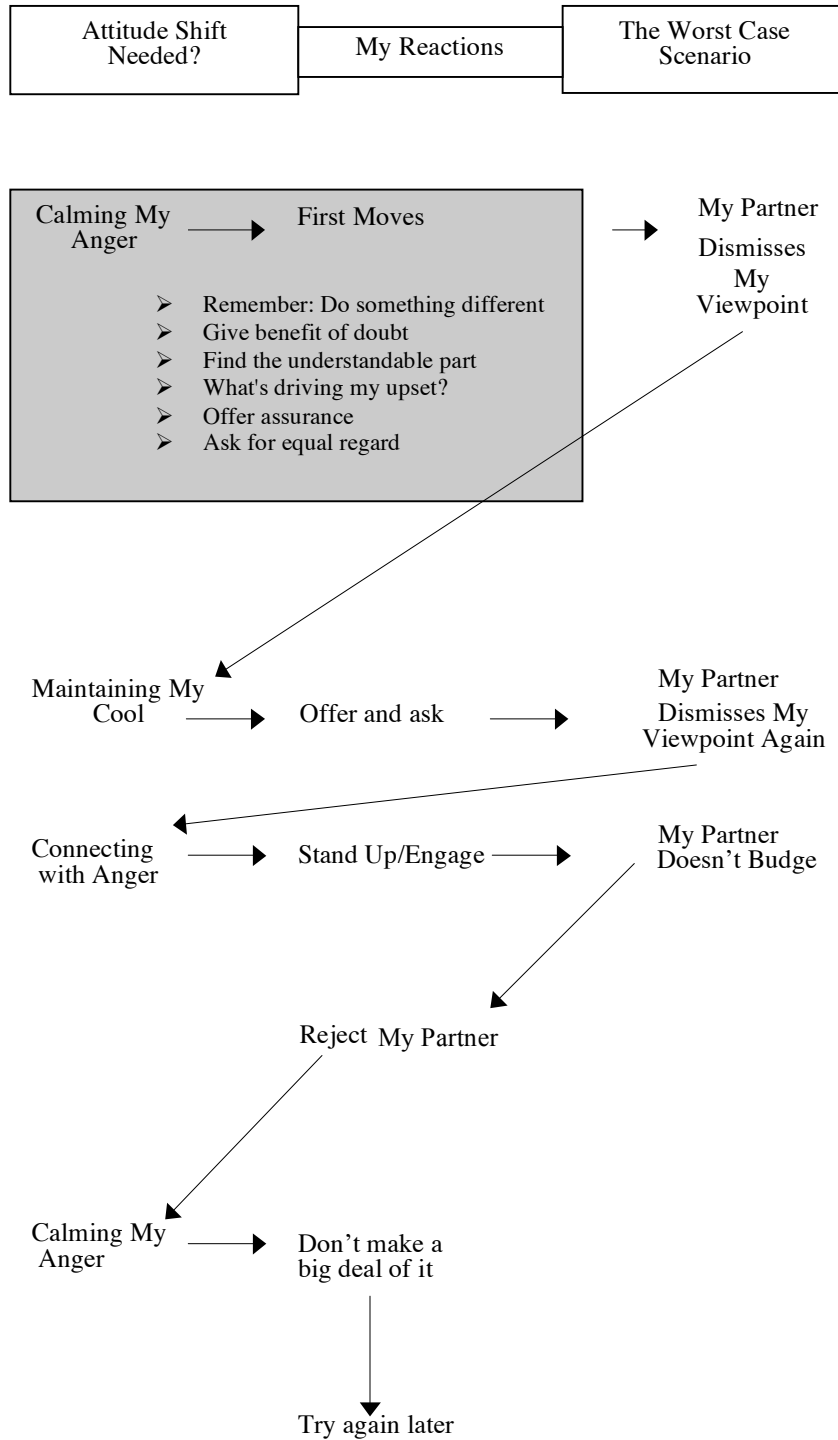 Attitude Shift
Needed?
My Reactions
The Worst Case
Scenario
Calming My
Anger
First Moves
My Partner
Dismisses
My
Viewpoint
➢ Remember: Do something different
➢ Give benefit of doubt
➢ Find the understandable part
➢ What's driving my upset?
➢ Offer assurance
➢ Ask for equal regard
Maintaining My
Cool
Offer and ask
My Partner
Dismisses My
Viewpoint Again
Connecting
with Anger
Stand Up/Engage
My Partner
Doesn’t Budge
Reject My Partner
Calming My
Anger
Don’t make a
big deal of it
Try again later